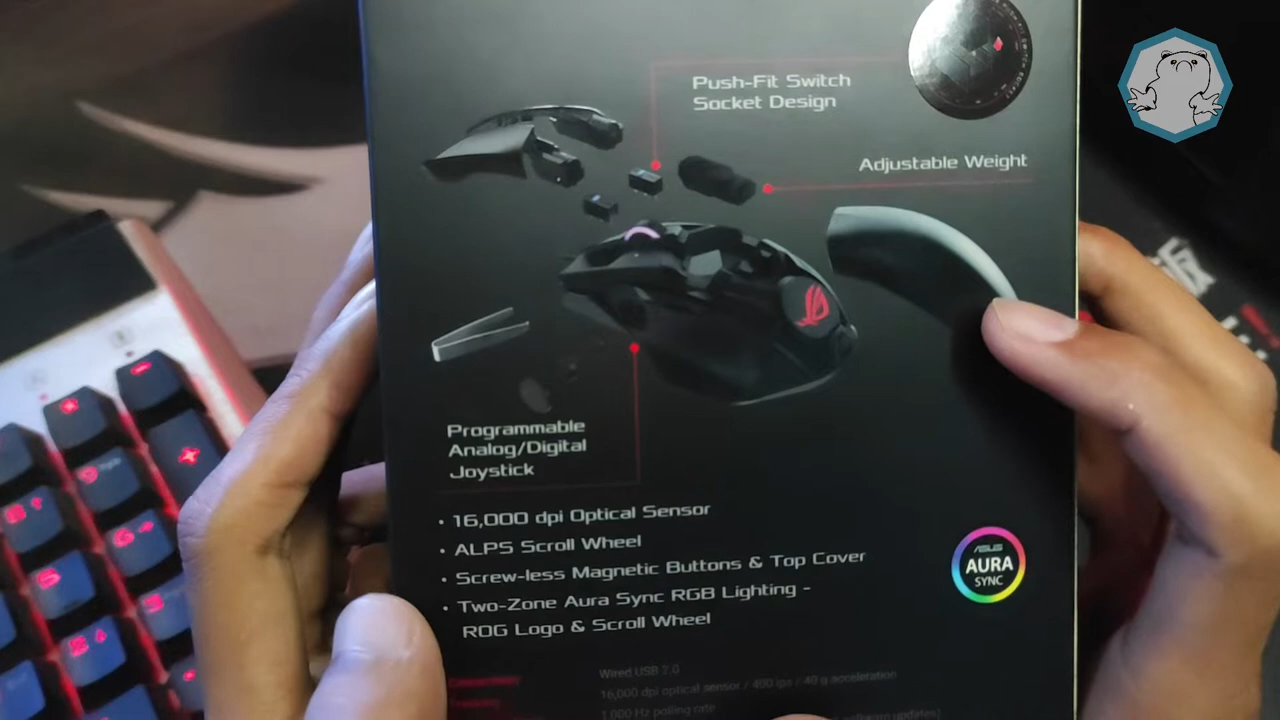 Push-Fit Switch
Socket Design
Adjustable Weight
Programmable
Analog/Digital
Joystick
• 16,000 dpi Optical Sensor
• ALPS Scroll Wheel
• Screw-less Magnetic Buttons & Top Cover
• Two-Zone Aura Sync RGB Lighting -
ROG Logo & Scroll Wheel
ASUS
AURA
SYNC
Wired USB 2.0
16,000 dpi optical sensor / 400 ips / 40 g acceleration
1,000 Hz polling rate